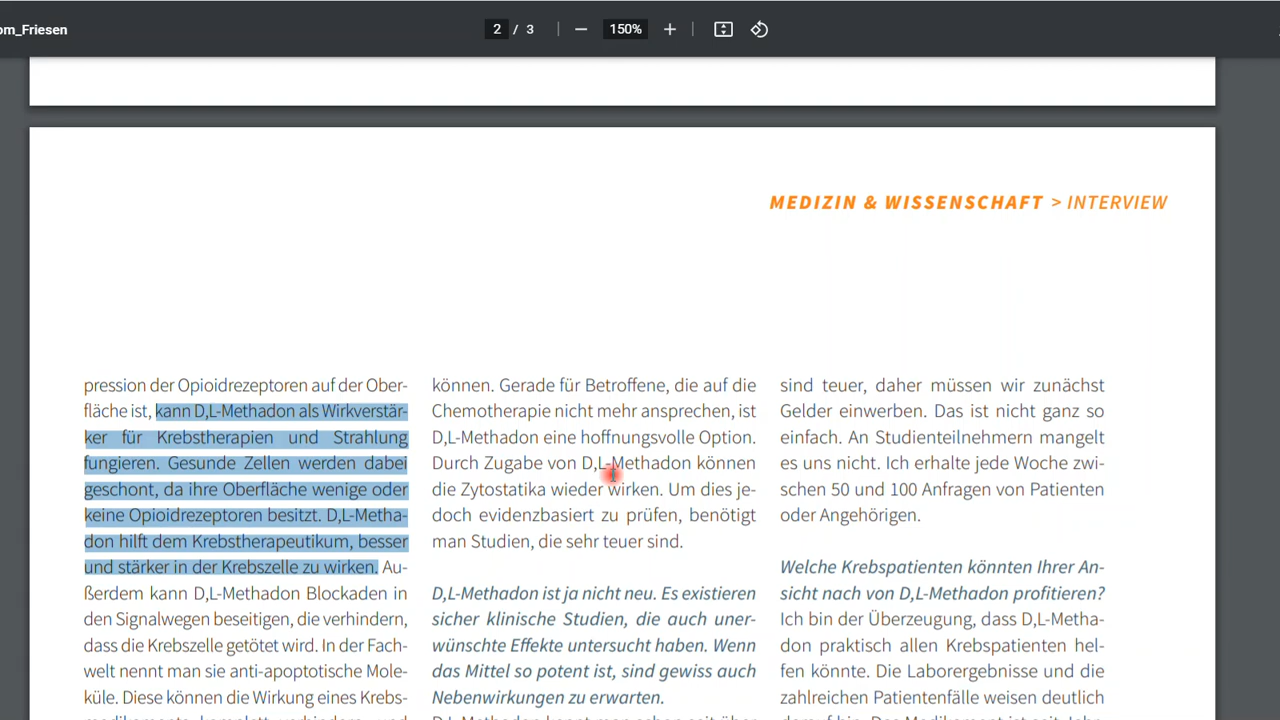 om_Friesen
2 / 3
150%
MEDIZIN & WISSENSCHAFT > INTERVIEW
pression der Opioidrezeptoren auf der Ober-
fläche ist, kann D,L-Methadon als Wirkverstär-
ker für Krebstherapien und Strahlung
fungieren. Gesunde Zellen werden dabei
geschont, da ihre Oberfläche wenige oder
keine Opioidrezeptoren besitzt. D,L-Metha-
don hilft dem Krebstherapeutikum, besser
und stärker in der Krebszelle zu wirken. Au-
ßerdem kann D,L-Methadon Blockaden in
den Signalwegen beseitigen, die verhindern,
dass die Krebszelle getötet wird. In der Fach-
welt nennt man sie anti-apoptotische Mole-
küle. Diese können die Wirkung eines Krebs-
können. Gerade für Betroffene, die auf die
Chemotherapie nicht mehr ansprechen, ist
D,L-Methadon eine hoffnungsvolle Option.
Durch Zugabe von D,L-Methadon können
die Zytostatika wieder wirken. Um dies je-
doch evidenzbasiert zu prüfen, benötigt
man Studien, die sehr teuer sind.
D,L-Methadon ist ja nicht neu. Es existieren
sicher klinische Studien, die auch uner-
wünschte Effekte untersucht haben. Wenn
das Mittel so potent ist, sind gewiss auch
Nebenwirkungen zu erwarten.
sind teuer, daher müssen wir zunächst
Gelder einwerben. Das ist nicht ganz so
einfach. An Studienteilnehmern mangelt
es uns nicht. Ich erhalte jede Woche zwi-
schen 50 und 100 Anfragen von Patienten
oder Angehörigen.
Welche Krebspatienten könnten Ihrer An-
sicht nach von D,L-Methadon profitieren?
Ich bin der Überzeugung, dass D,L-Metha-
don praktisch allen Krebspatienten hel-
fen könnte. Die Laborergebnisse und die
zahlreichen Patientenfälle weisen deutlich